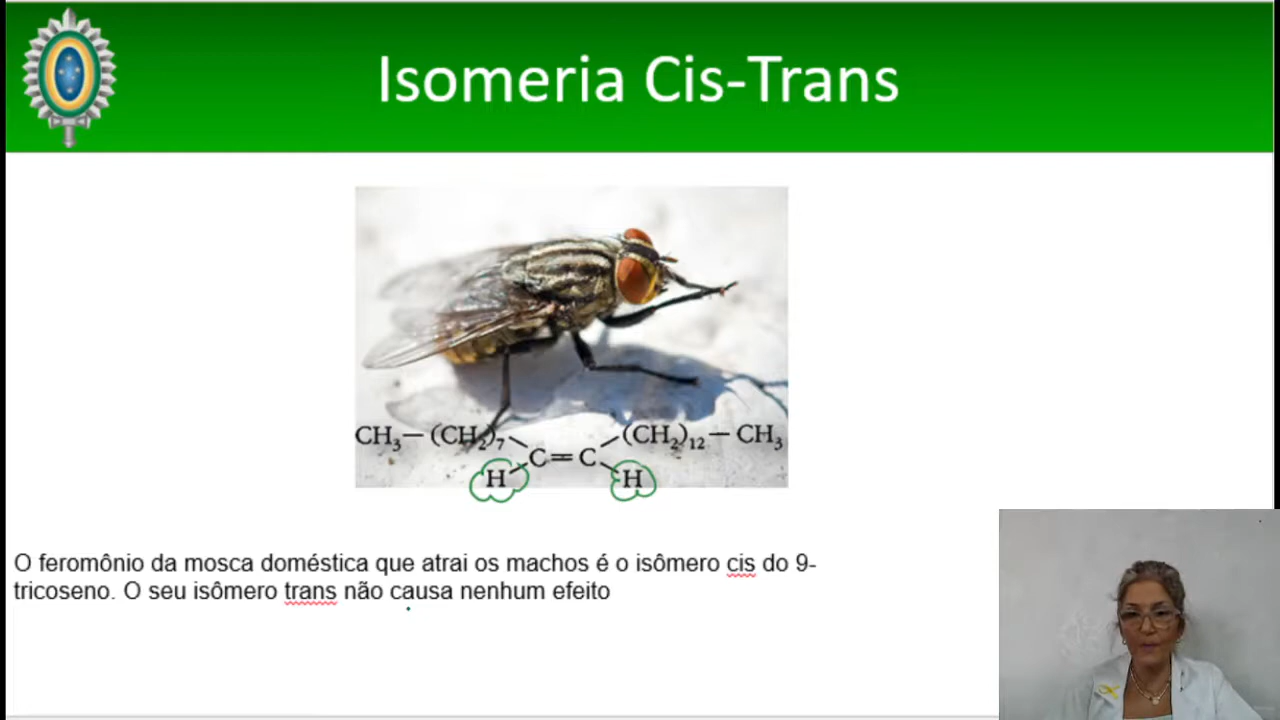 Isomeria Cis-Trans
CH₃—(CH₂)₇ (CH₂)₁₂—CH₃
C=C
H H
O feromônio da mosca doméstica que atrai os machos é o isômero cis do 9-
tricoseno. O seu isômero trans não causa nenhum efeito